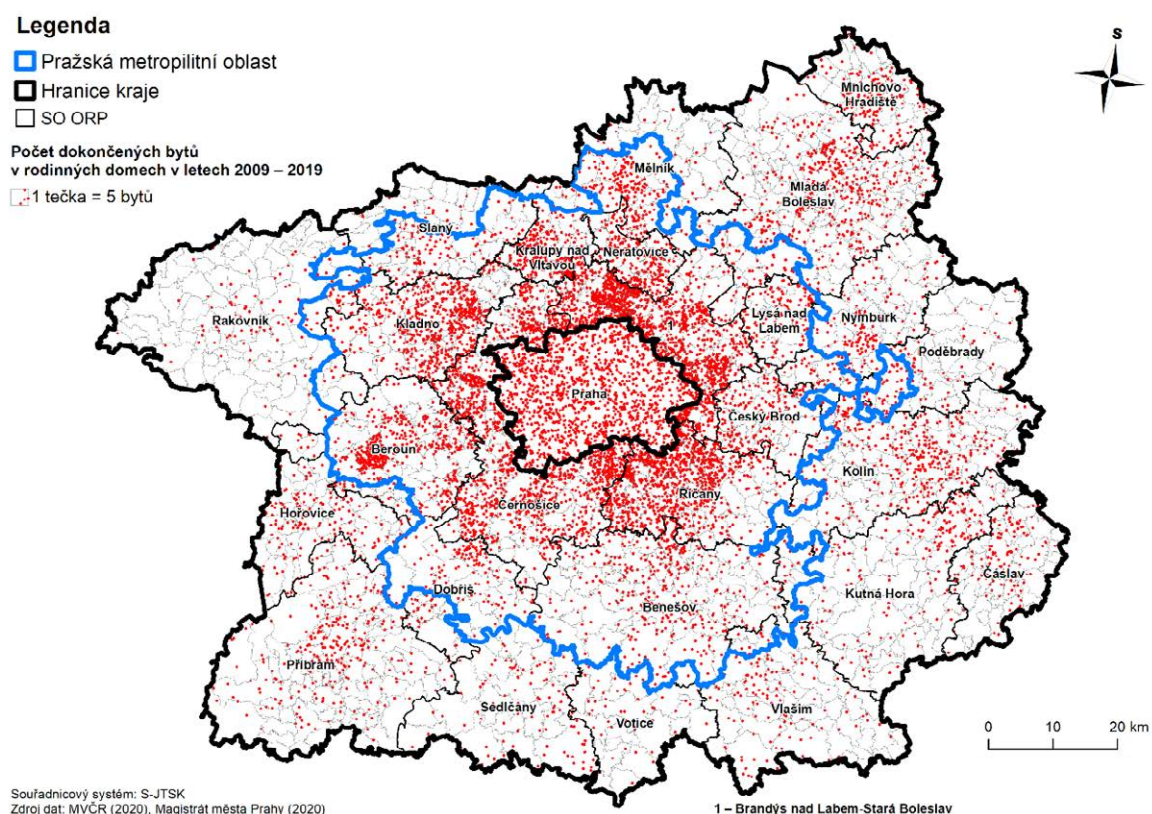 Legenda
Pražská metropilitní oblast
Hranice kraje
SO ORP
Počet dokončených bytů
v rodinných domech v letech 2009 – 2019
1 tečka = 5 bytů
S
Mnichovo
Hradiště
Mělník
Mladá
Boleslav
Slaný
Kralupy nad
Vltavou
Neratovice
Rakovník
Kladno
1
Lysá nad
Labem
Nymburk
Poděbrady
Praha
Český Brod
Beroun
Kolín
Hořovice
Černošice
Říčany
Čáslav
Dobříš
Benešov
Kutná Hora
Příbram
Sedlčany
Votice
Vlašim
0 10 20 km
Souřadnicový systém: S-JTSK
Zdroj dat: MVČR (2020), Magistrát města Prahy (2020)
1 – Brandýs nad Labem-Stará Boleslav